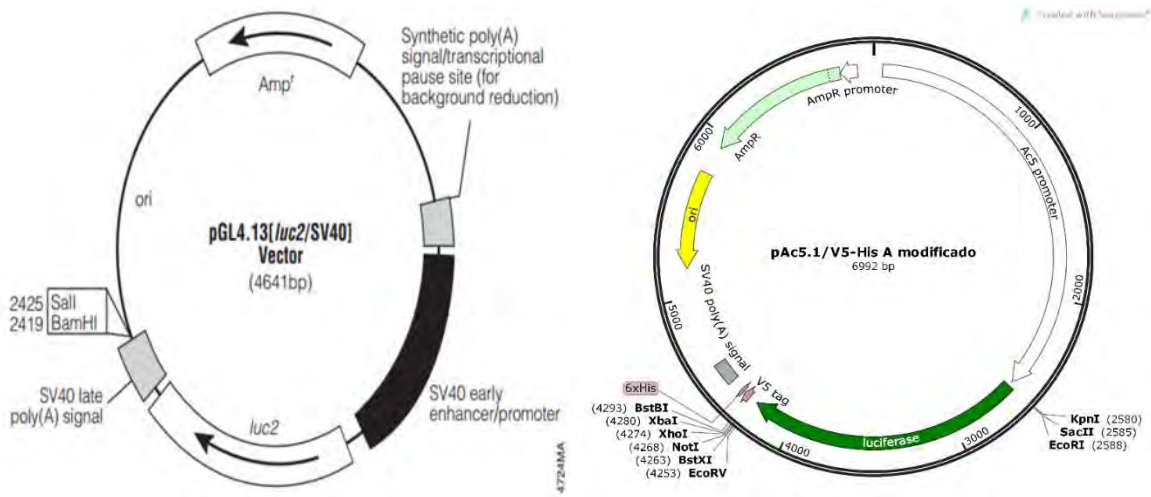 Amp^r
Synthetic poly(A)
signal/transcriptional
pause site (for
background reduction)
ori
pGL4.13[luc2/SV40]
Vector
(4641bp)
2425 SalI
2419 BamHI
SV40 late
poly(A) signal
luc2
SV40 early
enhancer/promoter
4724MA
Created with
AmpR promoter
AmpR
ori
SV40 poly(A) signal
6xHis
V5 tag
Ac5 promoter
luciferase
1000
2000
3000
4000
5000
6000
pAc5.1/V5-His A modificado
6992 bp
(4293) BstBI
(4280) XbaI
(4274) XhoI
(4268) NotI
(4263) BstXI
(4253) EcoRV
KpnI (2580)
SacII (2585)
EcoRI (2588)